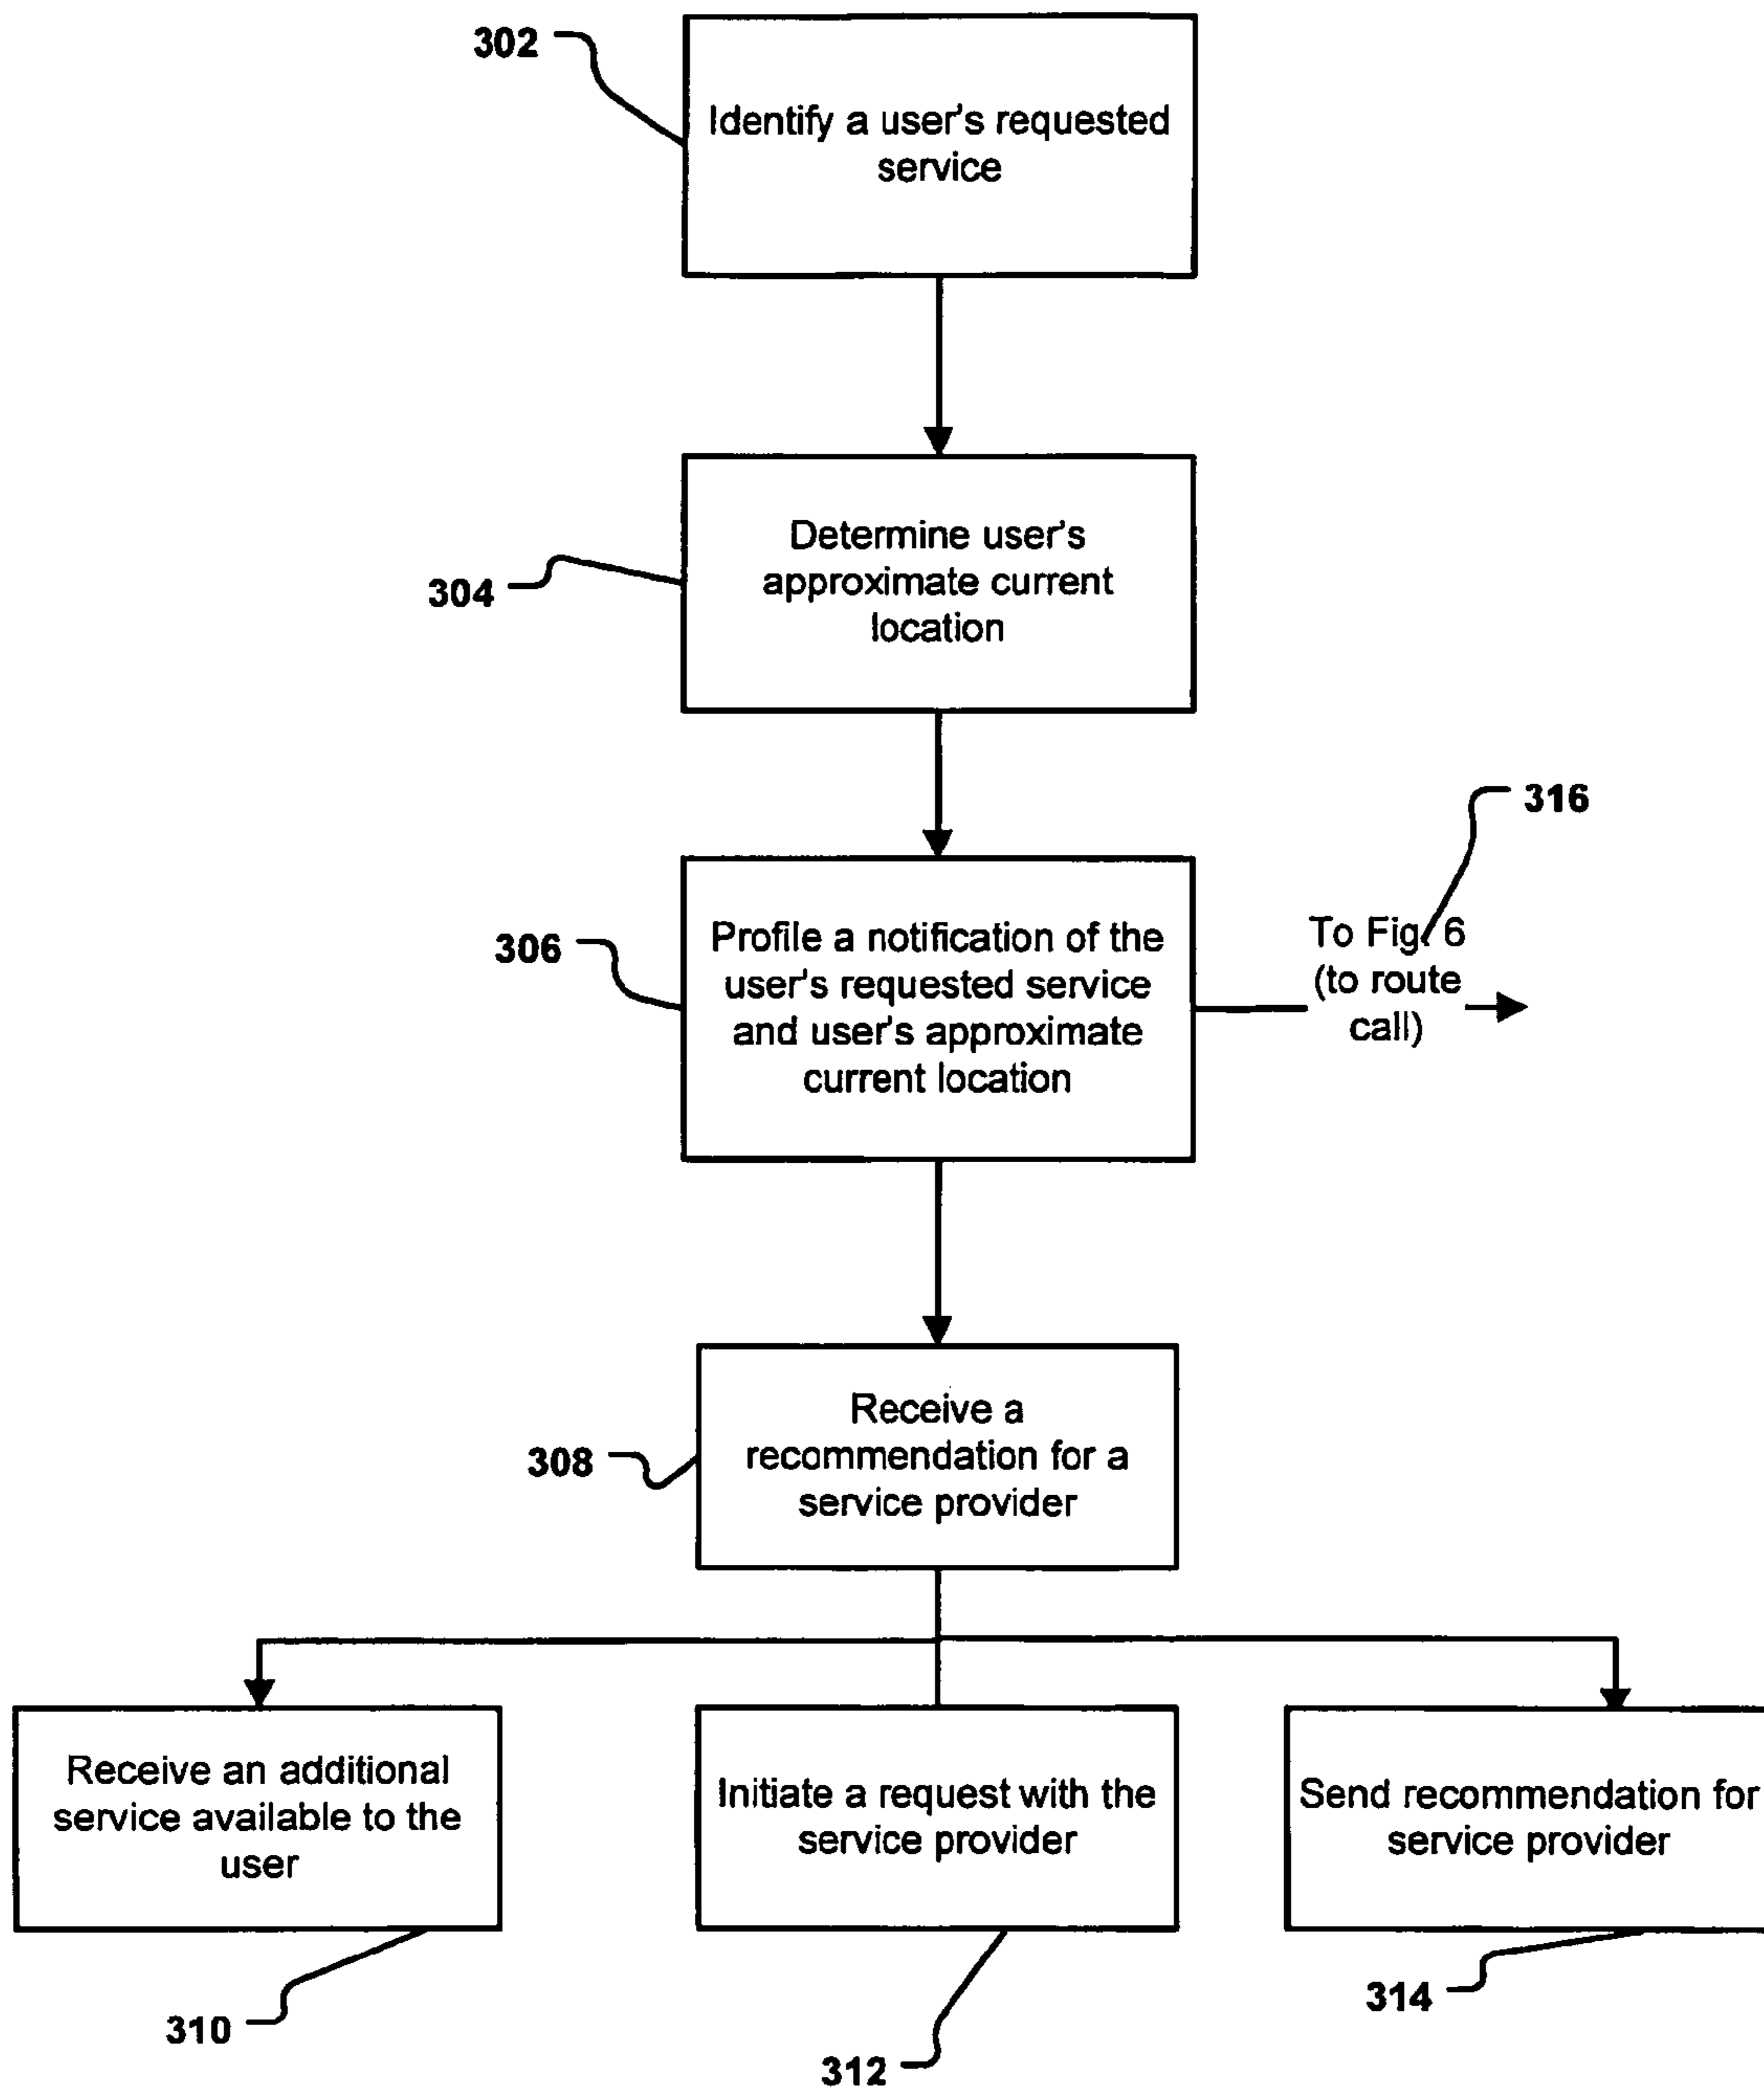 302
Identify a user's requested
service
Determine user's
approximate current
location
304
316
306
Profile a notification of the
user's requested service
and user's approximate
current location
To Fig. 6
(to route
call)
308
Receive a
recommendation for a
service provider
Receive an additional
service available to the
user
Initiate a request with the
service provider
Send recommendation for
service provider
310
312
314